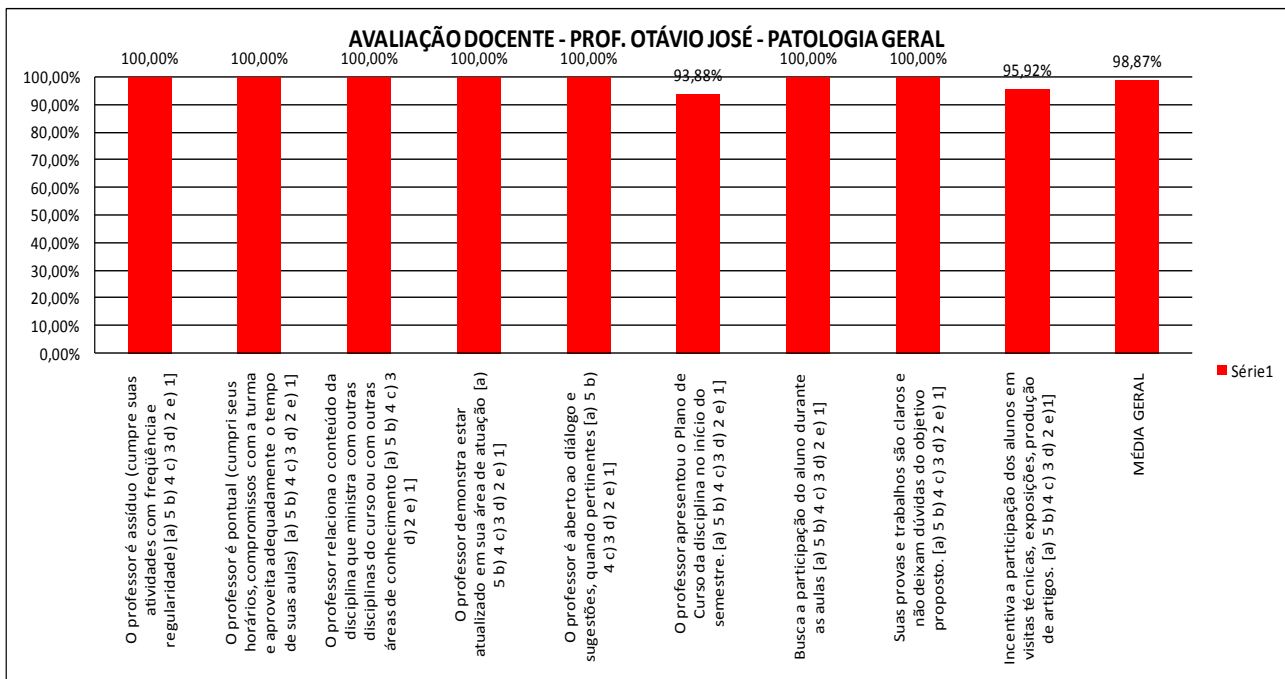 AVALIAÇÃO DOCENTE - PROF. OTÁVIO JOSÉ - PATOLOGIA GERAL
100,00% 100,00% 100,00% 100,00% 100,00% 93,88% 100,00% 100,00% 95,92% 98,87%
100,00%
90,00%
80,00%
70,00%
60,00%
50,00%
40,00%
30,00%
20,00%
10,00%
0,00%
O professor é assíduo (cumpre suas
atividades com freqüência e
regularidade) [a) 5 b) 4 c) 3 d) 2 e) 1]
O professor é pontual (cumpri seus
horários, compromissos com a turma
e aproveita adequadamente o tempo
de suas aulas) [a) 5 b) 4 c) 3 d) 2 e) 1]
O professor relaciona o conteúdo da
disciplina que ministra com outras
disciplinas do curso ou com outras
áreas de conhecimento [a) 5 b) 4 c) 3
d) 2 e) 1]
O professor demonstra estar
atualizado em sua área de atuação [a)
5 b) 4 c) 3 d) 2 e) 1]
O professor é aberto ao diálogo e
sugestões, quando pertinentes [a) 5 b)
4 c) 3 d) 2 e) 1]
O professor apresentou o Plano de
Curso da disciplina no início do
semestre. [a) 5 b) 4 c) 3 d) 2 e) 1]
Busca a participação do aluno durante
as aulas [a) 5 b) 4 c) 3 d) 2 e) 1]
Suas provas e trabalhos são claros e
não deixam dúvidas do objetivo
proposto. [a) 5 b) 4 c) 3 d) 2 e) 1]
Incentiva a participação dos alunos em
visitas técnicas, exposições, produção
de artigos. [a) 5 b) 4 c) 3 d) 2 e) 1]
MÉDIA GERAL
Série1